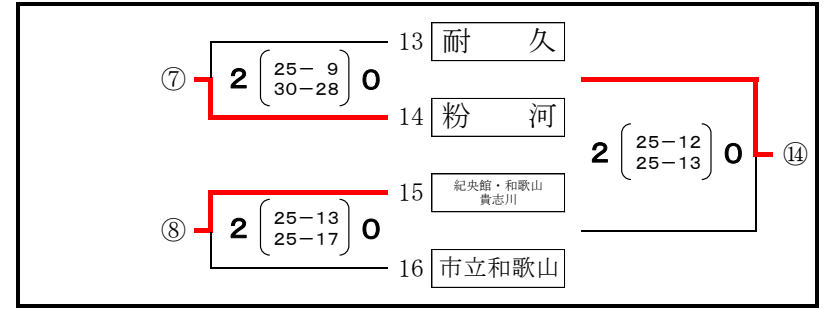 13 耐 久
⑦ 2 25－ 9 0
30－28
14 粉 河
2 25－12 0 ⑭
25－13
15 紀央館・和歌山
貴志川
⑧ 2 25－13 0
25－17
16 市立和歌山